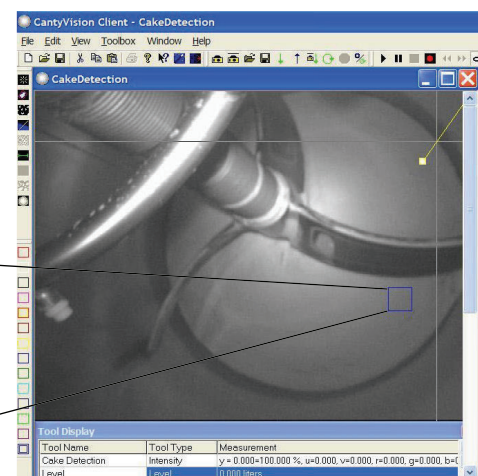 CantyVision Client - CakeDetection
File Edit View Toolbox Window Help
CakeDetection
Tool Display
Tool Name Tool Type Measurement
Cake Detection Intensity y = 0.000=100.000 %, u=0.000, v=0.000, r=0.000, g=0.000, b=0
Level Level 0.000 liters